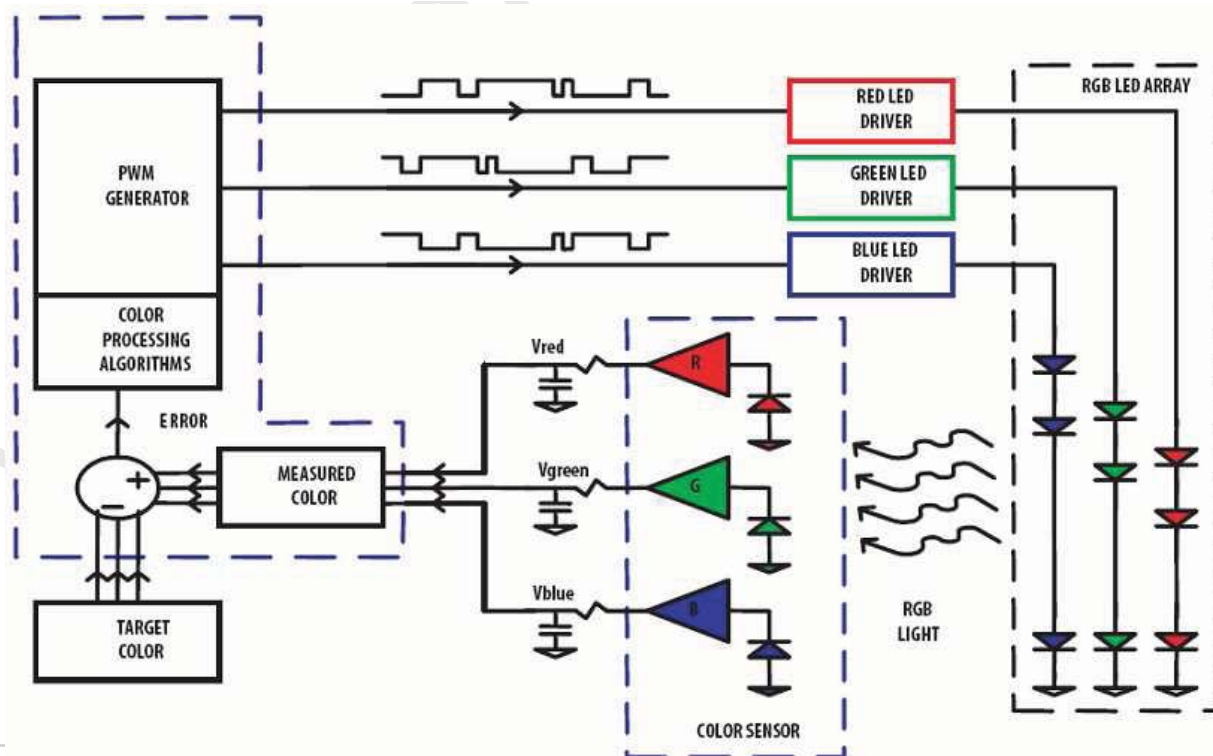 RGB LED ARRAY
RED LED
DRIVER
PWM
GENERATOR
GREEN LED
DRIVER
BLUE LED
DRIVER
COLOR
PROCESSING
ALGORITHMS
Vred
R
ERROR
MEASURED
COLOR
+
−
Vgreen
G
Vblue
B
RGB
LIGHT
TARGET
COLOR
COLOR SENSOR